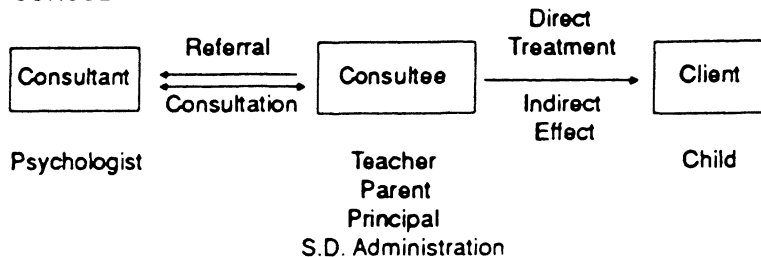 Referral
Direct
Treatment
Consultant
Consultee
Client
Consultation
Indirect
Effect
Psychologist
Teacher
Child
Parent
Principal
S.D. Administration